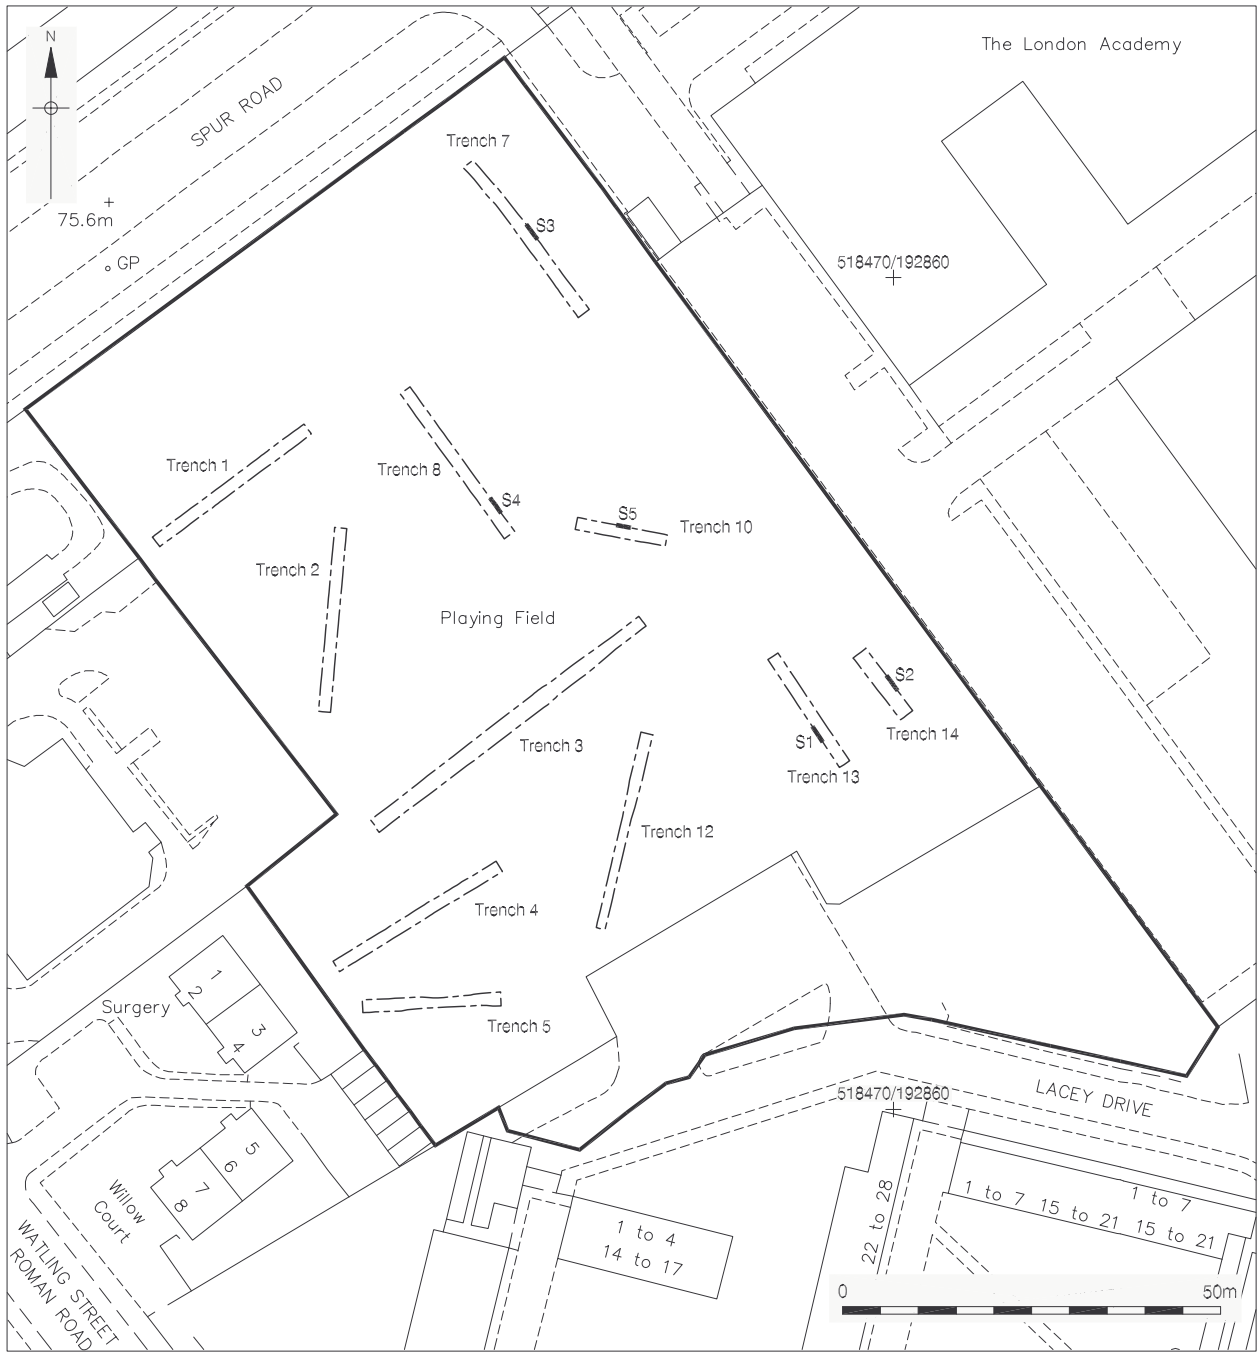 N
The London Academy
SPUR ROAD
Trench 7
75.6m
S3
GP
518470/192860
Trench 1
Trench 8
S4
S5
Trench 10
Trench 2
Playing Field
S2
Trench 3
S1
Trench 14
Trench 13
Trench 12
Trench 4
Surgery
1
2
3
4
Trench 5
518470/192860
LACEY DRIVE
5
6
7
8
Willow
Court
WATLING STREET
ROMAN ROAD
1 to 4
14 to 17
22 to 28
1 to 7
1 to 7 15 to 21 15 to 21
0
50m